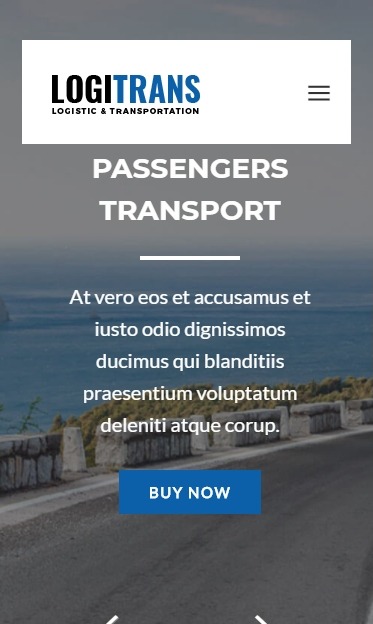 LOGITRANS
LOGISTIC & TRANSPORTATION
PASSENGERS
TRANSPORT
At vero eos et accusamus et
iusto odio dignissimos
ducimus qui blanditiis
praesentium voluptatum
deleniti atque corup.
BUY NOW